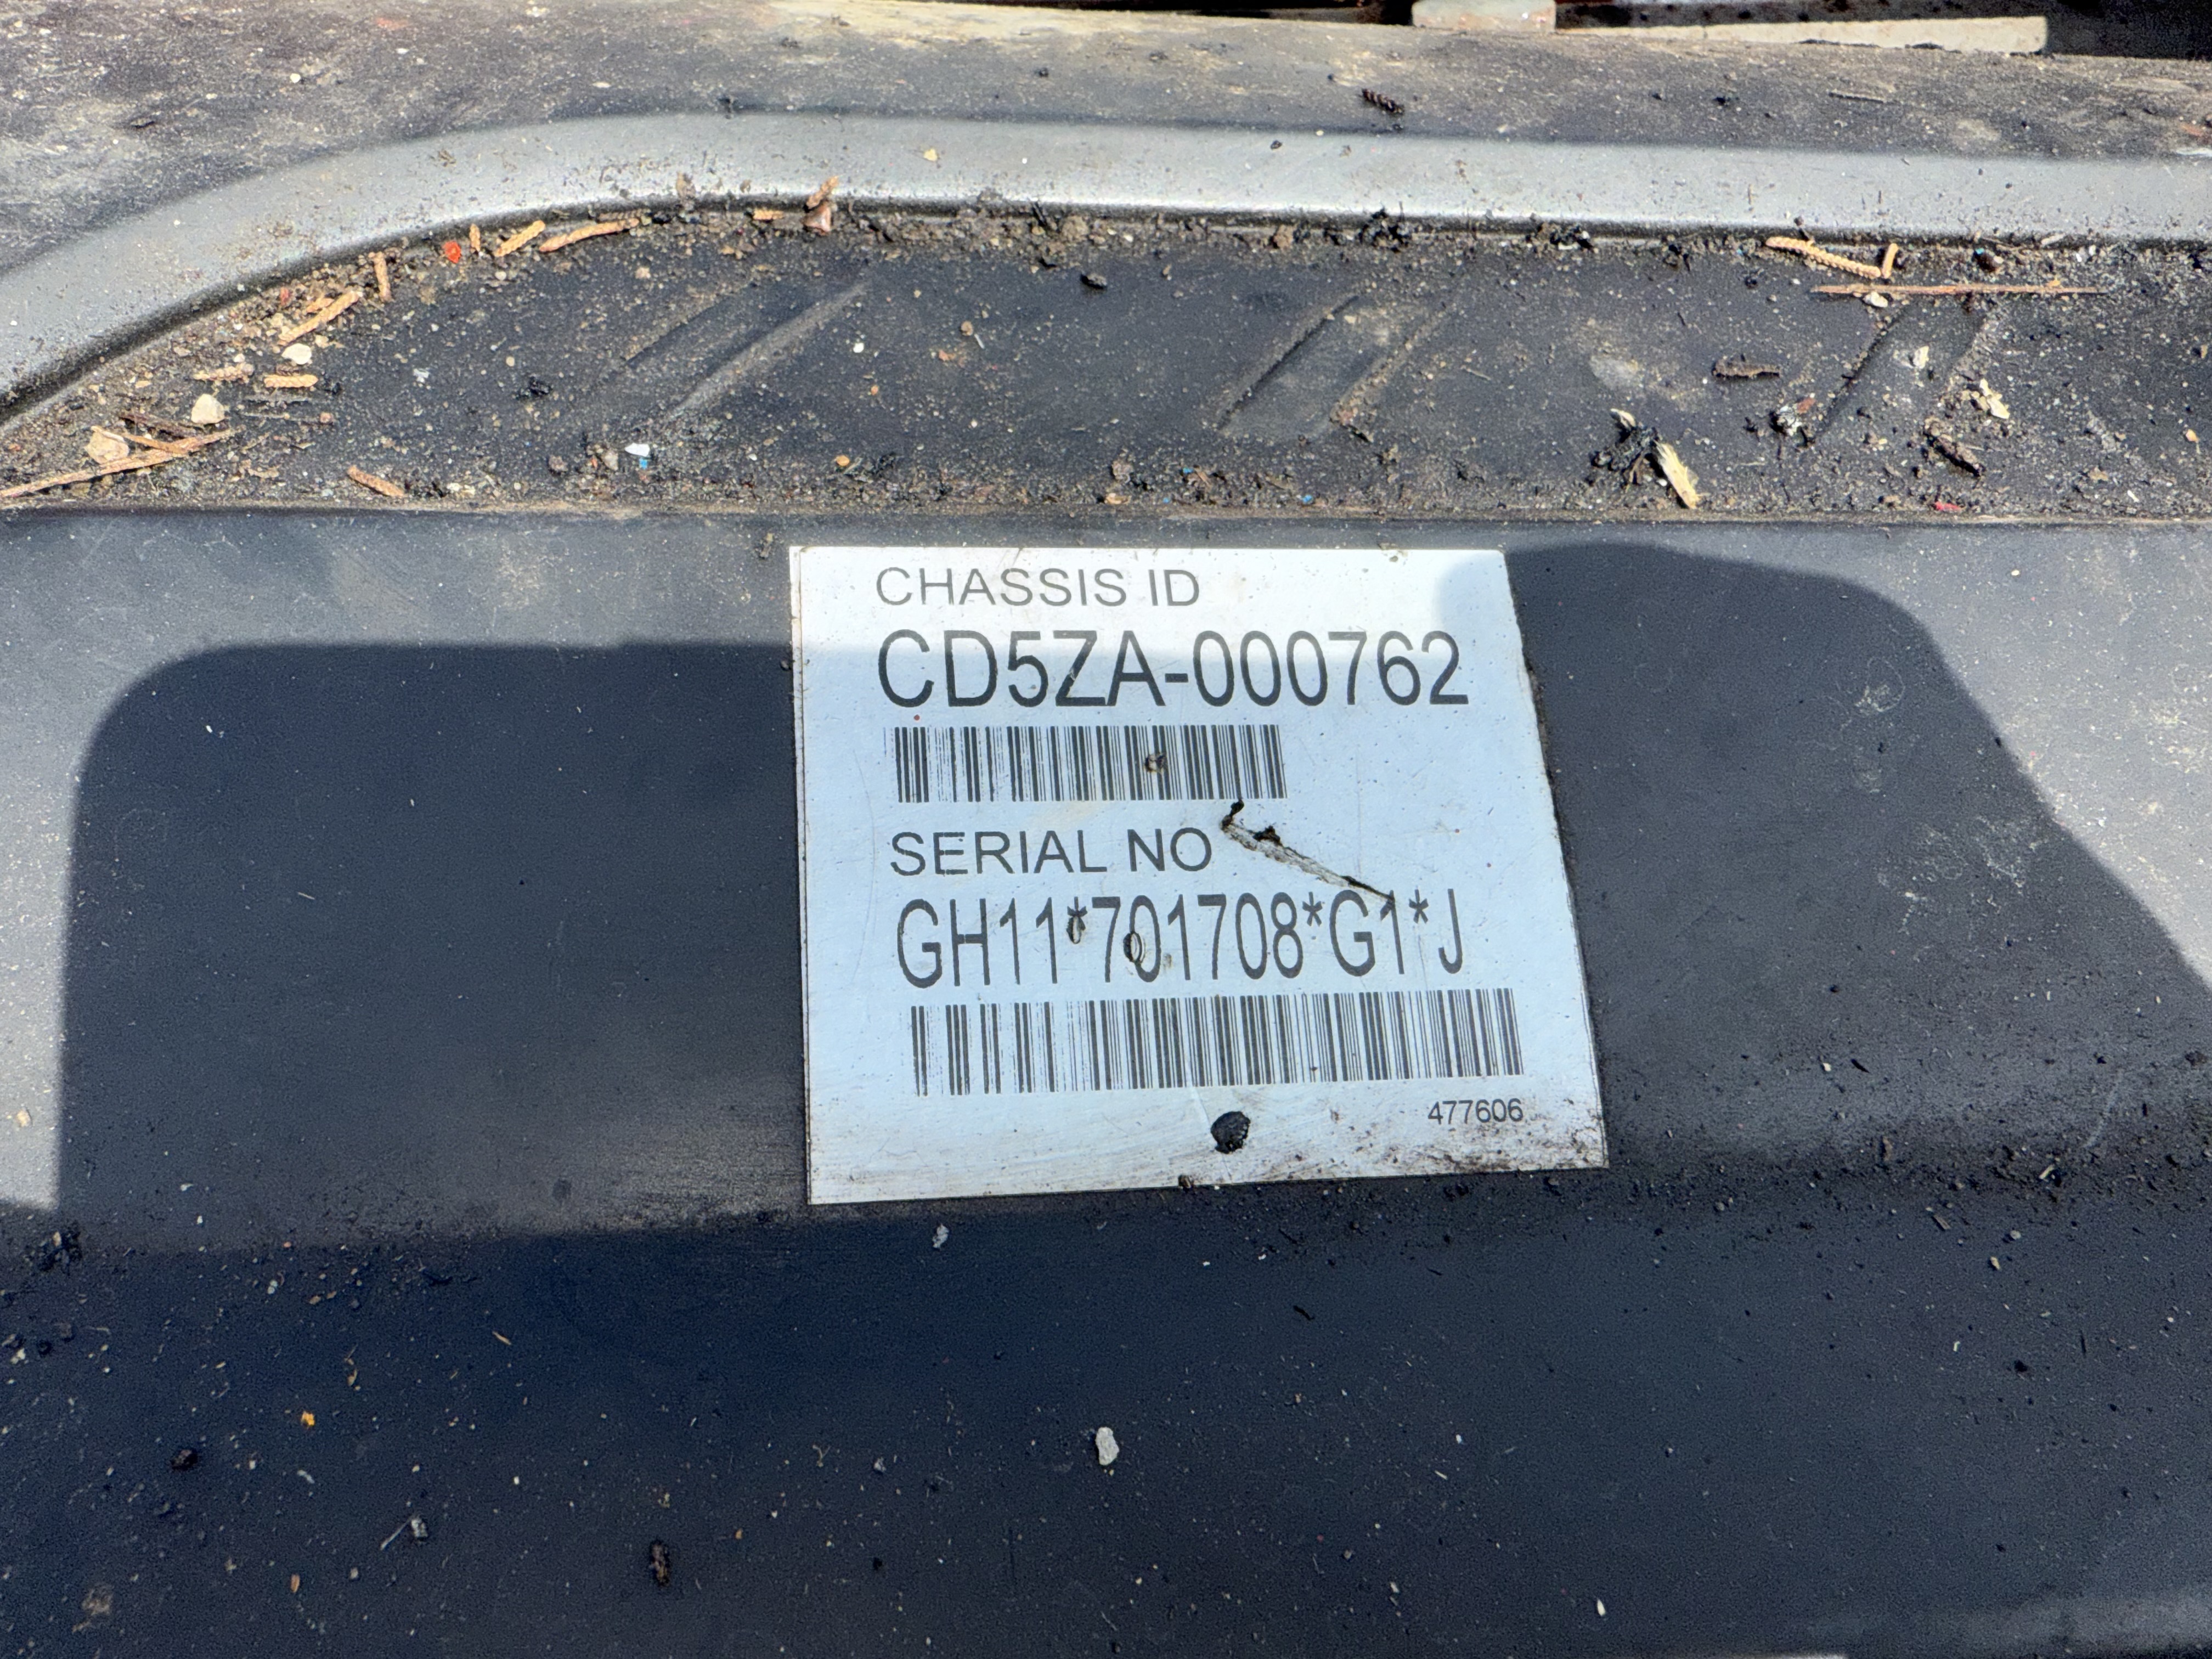 CHASSIS ID
CD5ZA-000762
SERIAL NO
GH11*701708*G1*J
477606